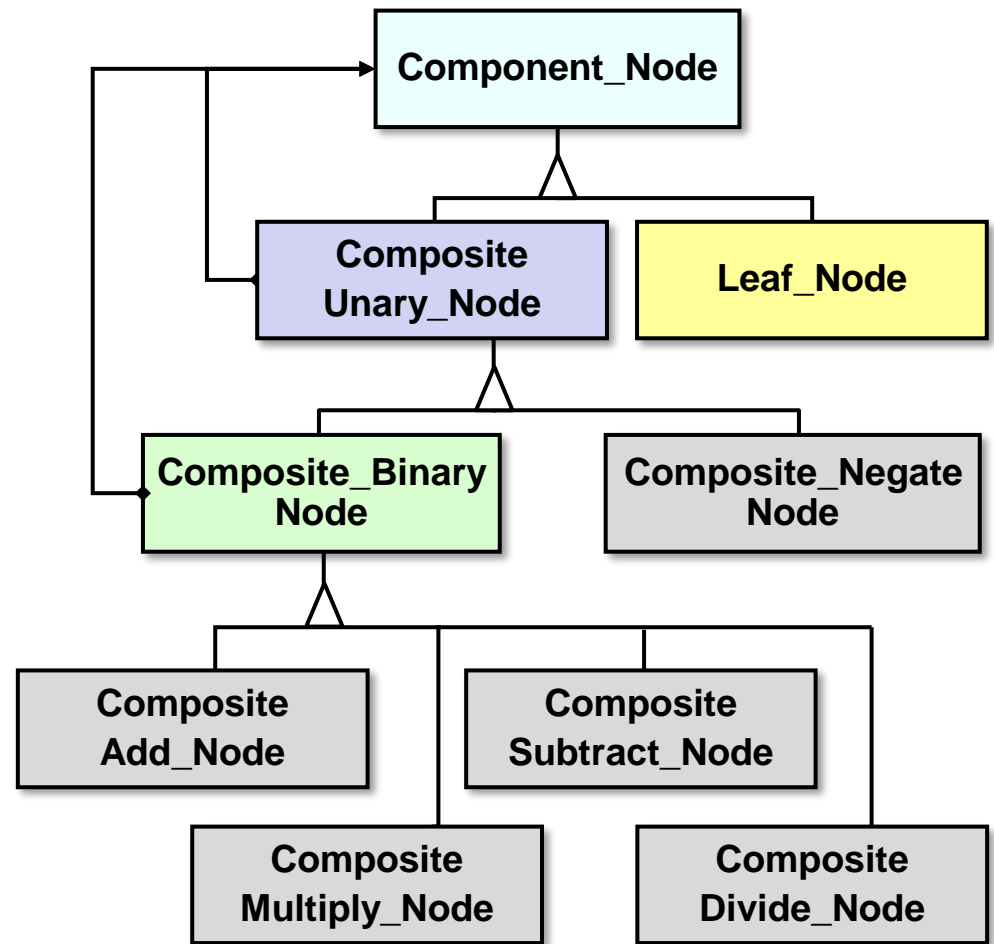 Component_Node
Composite
Unary_Node
Leaf_Node
Composite_Binary
Node
Composite_Negate
Node
Composite
Add_Node
Composite
Subtract_Node
Composite
Multiply_Node
Composite
Divide_Node